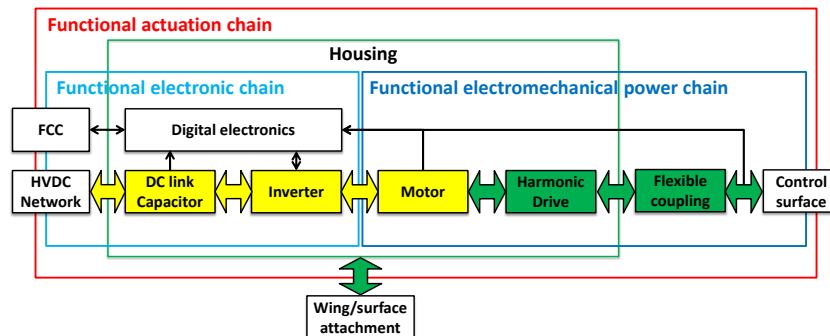 Functional actuation chain
Housing
Functional electronic chain
Functional electromechanical power chain
FCC
Digital electronics
HVDC
Network
DC link
Capacitor
Inverter
Motor
Harmonic
Drive
Flexible
coupling
Control
surface
Wing/surface
attachment